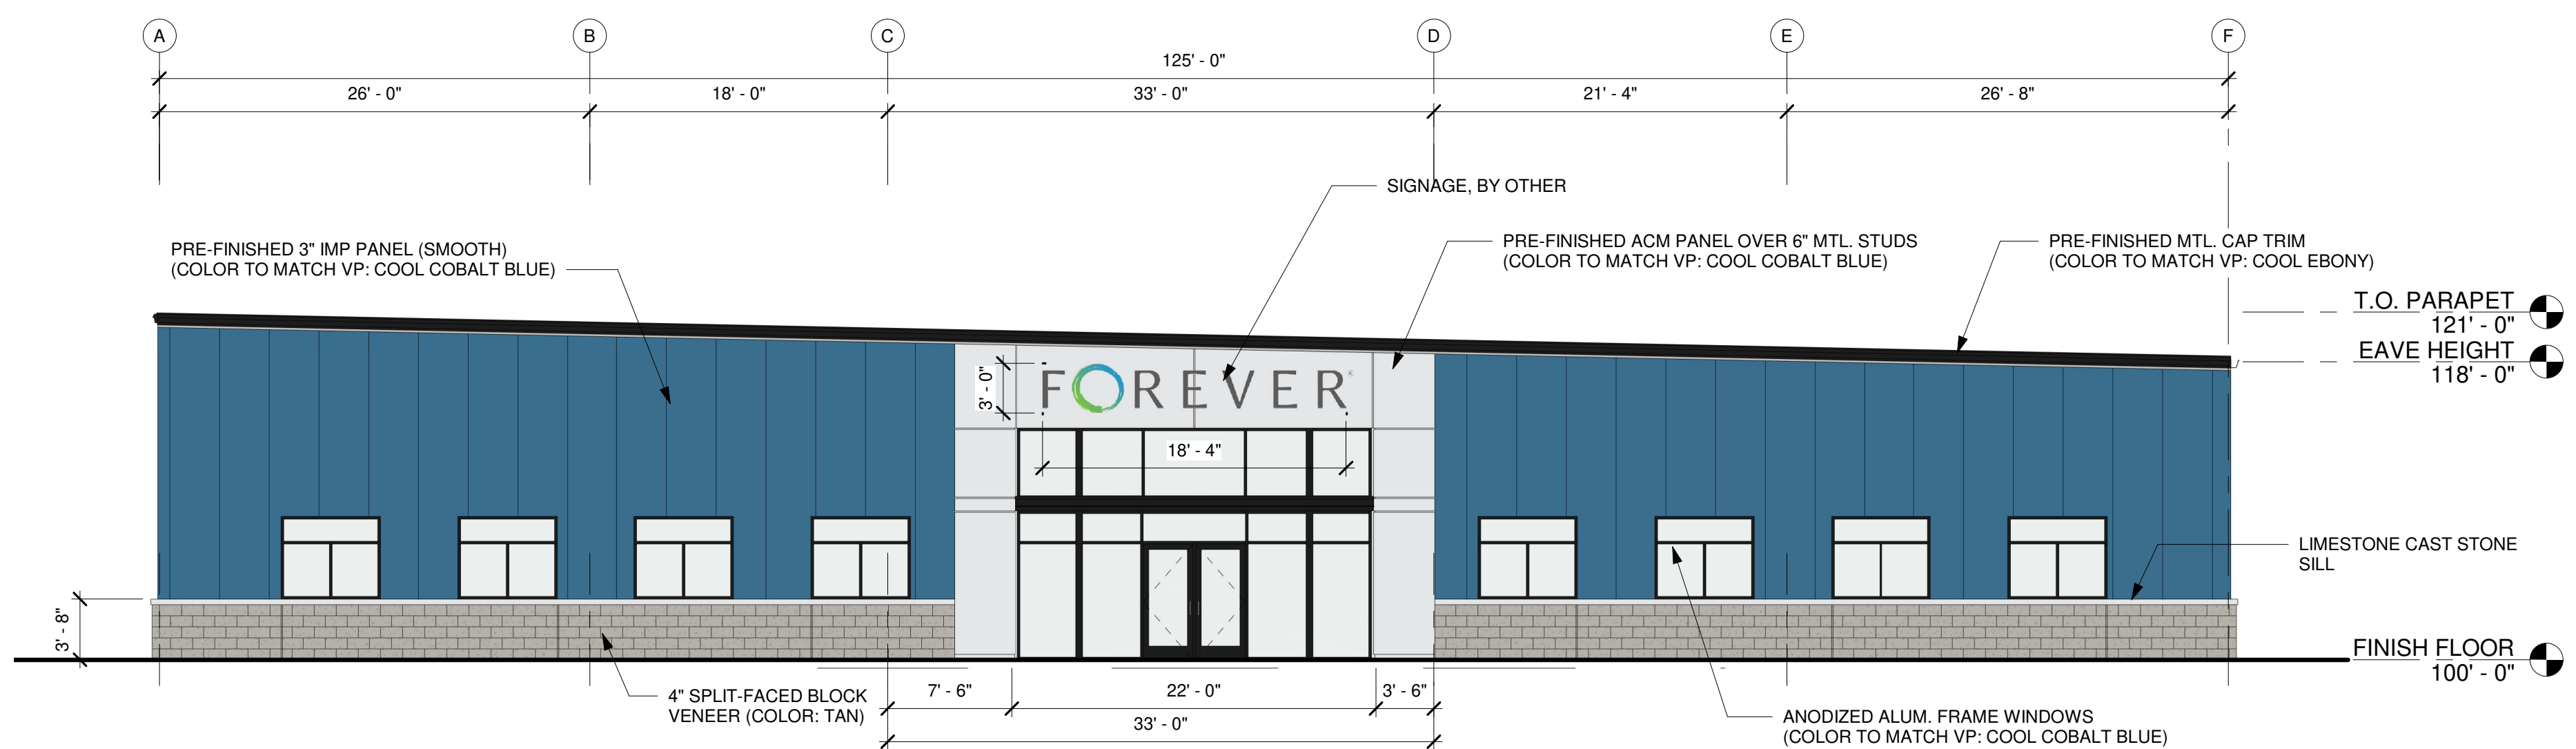 A
B
C
D
E
F
125' - 0"
26' - 0"
18' - 0"
33' - 0"
21' - 4"
26' - 8"
SIGNAGE, BY OTHER
PRE-FINISHED 3" IMP PANEL (SMOOTH)
(COLOR TO MATCH VP: COOL COBALT BLUE)
PRE-FINISHED ACM PANEL OVER 6" MTL. STUDS
(COLOR TO MATCH VP: COOL COBALT BLUE)
PRE-FINISHED MTL. CAP TRIM
(COLOR TO MATCH VP: COOL EBONY)
T.O. PARAPET
121' - 0"
EAVE HEIGHT
118' - 0"
3' - 0"
FOREVER®
18' - 4"
LIMESTONE CAST STONE
SILL
3' - 8"
FINISH FLOOR
100' - 0"
4" SPLIT-FACED BLOCK
VENEER (COLOR: TAN)
7' - 6"
22' - 0"
3' - 6"
33' - 0"
ANODIZED ALUM. FRAME WINDOWS
(COLOR TO MATCH VP: COOL COBALT BLUE)